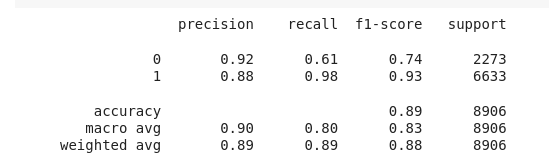 precision recall f1-score support
0 0.92 0.61 0.74 2273
1 0.88 0.98 0.93 6633
accuracy 0.89 8906
macro avg 0.90 0.80 0.83 8906
weighted avg 0.89 0.89 0.88 8906